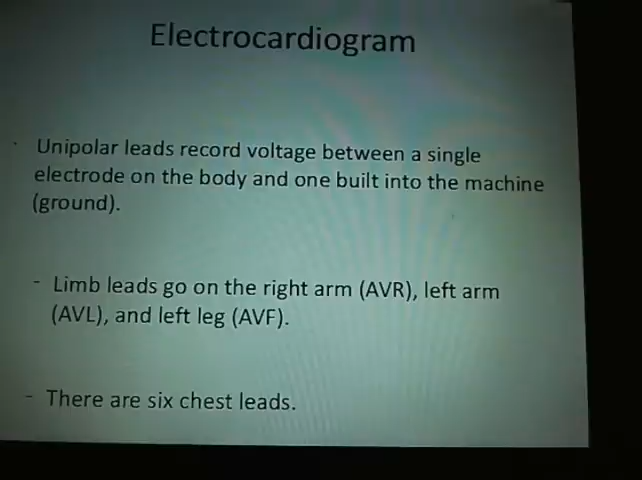 Electrocardiogram
Unipolar leads record voltage between a single
electrode on the body and one built into the machine
(ground).
- Limb leads go on the right arm (AVR), left arm
(AVL), and left leg (AVF).
- There are six chest leads.